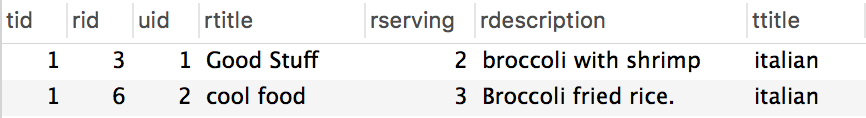 tid rid uid rtitle rserving rdescription ttitle
1 3 1 Good Stuff 2 broccoli with shrimp italian
1 6 2 cool food 3 Broccoli fried rice. italian